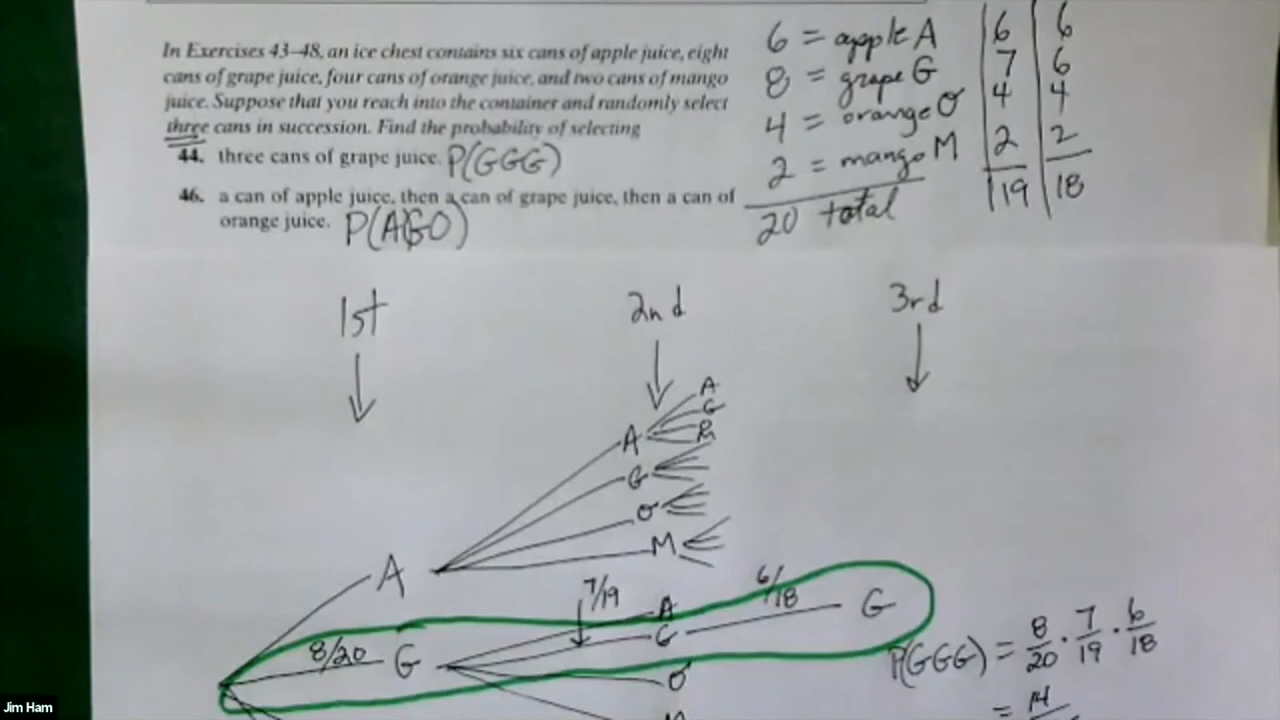 In Exercises 43–48, an ice chest contains six cans of apple juice, eight
cans of grape juice, four cans of orange juice, and two cans of mango
juice. Suppose that you reach into the container and randomly select
three cans in succession. Find the probability of selecting
44. three cans of grape juice. P(GGG)
46. a can of apple juice, then a can of grape juice, then a can of
orange juice. P(AGO)
6 = apple A 6 6
8 = grape G 7 6
4 = orange O 4 4
2 = mango M 2 2
20 total 19 18
1st 2nd 3rd
A
G
A
G
O
M
A
7/19 6/18
A
G
G
8/20 G
O
P(GGG) = 8/20 · 7/19 · 6/18
= 14
Jim Ham